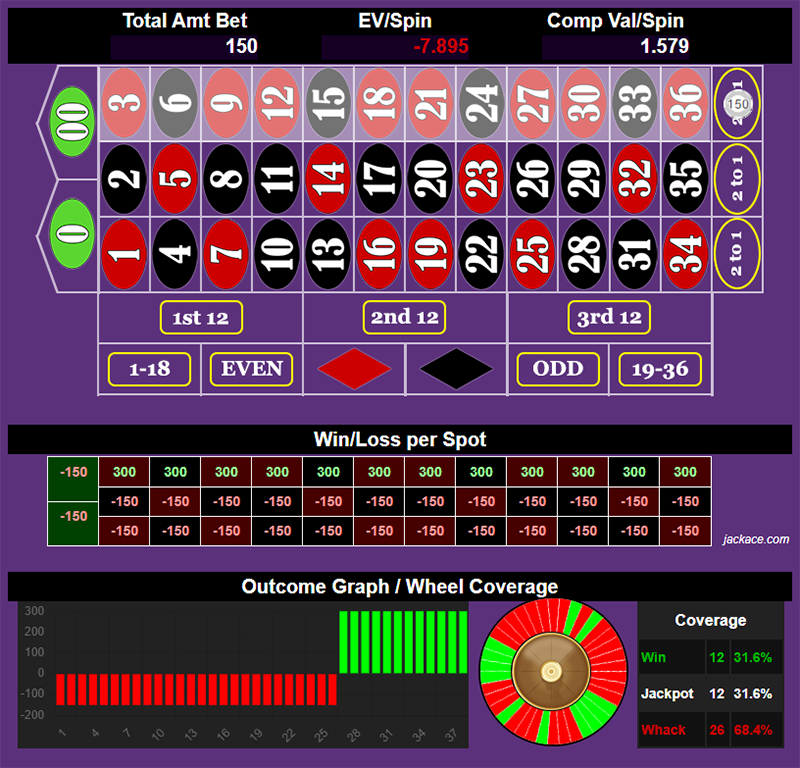 Total Amt Bet EV/Spin Comp Val/Spin
150 -7.895 1.579
00 3 6 9 12 15 18 21 24 27 30 33 36 150
2 5 8 11 14 17 20 23 26 29 32 35 2 to 1
0 1 4 7 10 13 16 19 22 25 28 31 34 2 to 1
1st 12 2nd 12 3rd 12
1-18 EVEN ODD 19-36
Win/Loss per Spot
-150 300 300 300 300 300 300 300 300 300 300 300 300
-150 -150 -150 -150 -150 -150 -150 -150 -150 -150 -150 -150
-150 -150 -150 -150 -150 -150 -150 -150 -150 -150 -150 -150 -150
jackace.com
Outcome Graph / Wheel Coverage
300
200
100
0
-100
-200
1 4 7 10 13 16 19 22 25 28 31 34 37
Coverage
Win 12 31.6%
Jackpot 12 31.6%
Whack 26 68.4%